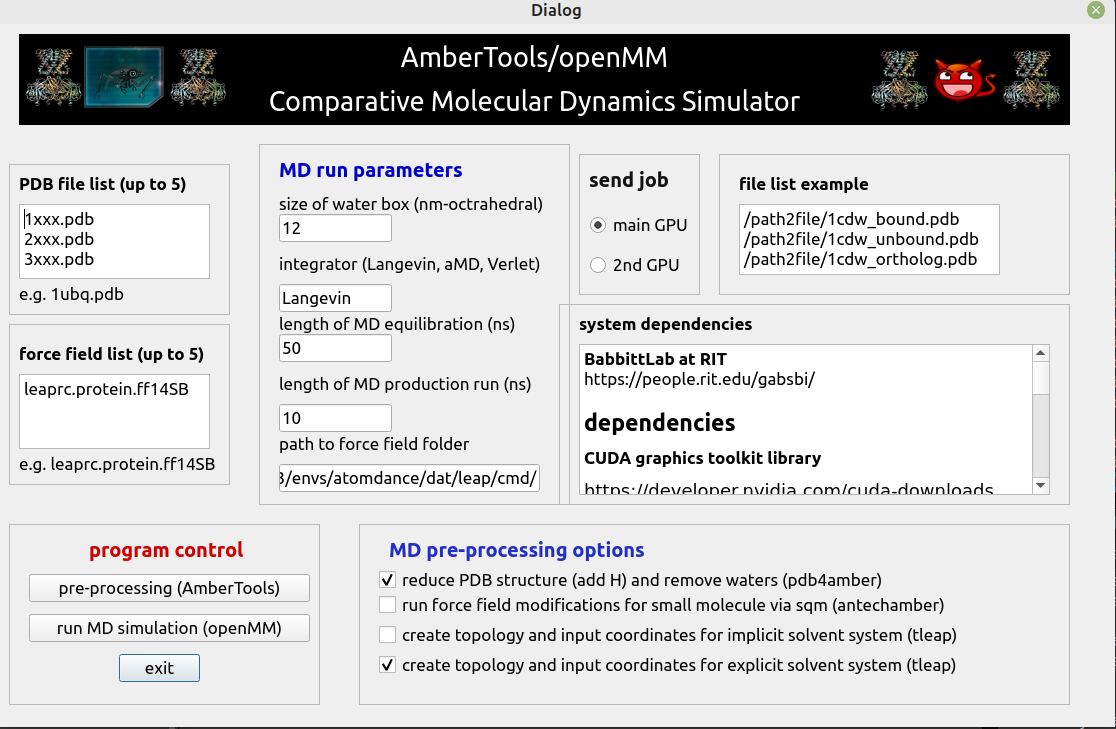 Dialog
AmberTools/openMM
Comparative Molecular Dynamics Simulator
PDB file list (up to 5)
1xxx.pdb
2xxx.pdb
3xxx.pdb
e.g. 1ubq.pdb
force field list (up to 5)
leaprc.protein.ff14SB
e.g. leaprc.protein.ff14SB
MD run parameters
size of water box (nm-octrahedral)
12
integrator (Langevin, aMD, Verlet)
Langevin
length of MD equilibration (ns)
50
length of MD production run (ns)
10
path to force field folder
3/envs/atomdance/dat/leap/cmd/
send job
main GPU
2nd GPU
file list example
/path2file/1cdw_bound.pdb
/path2file/1cdw_unbound.pdb
/path2file/1cdw_ortholog.pdb
system dependencies
BabbittLab at RIT
https://people.rit.edu/gabsbi/
dependencies
CUDA graphics toolkit library
https://developer.nvidia.com/cuda-downloads
program control
pre-processing (AmberTools)
run MD simulation (openMM)
exit
MD pre-processing options
reduce PDB structure (add H) and remove waters (pdb4amber)
run force field modifications for small molecule via sqm (antechamber)
create topology and input coordinates for implicit solvent system (tleap)
create topology and input coordinates for explicit solvent system (tleap)